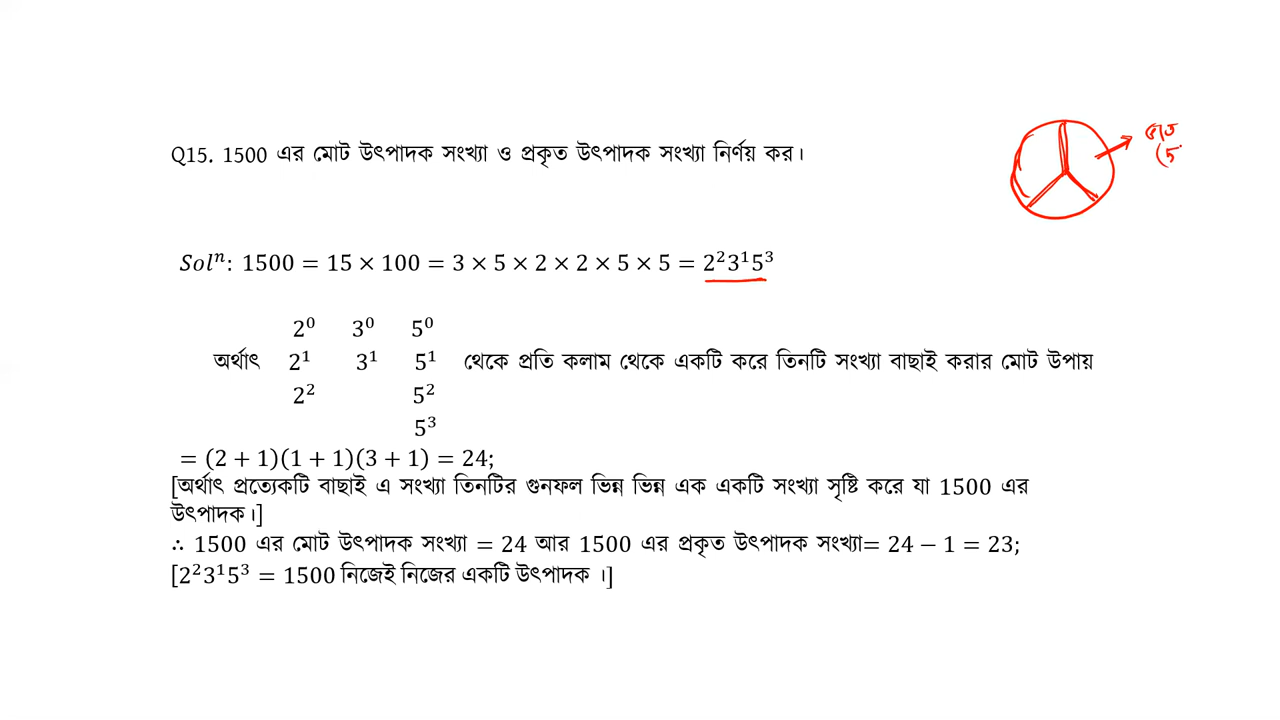 Q15. 1500 এর মোট উৎপাদক সংখ্যা ও প্রকৃত উৎপাদক সংখ্যা নির্ণয় কর।
Solⁿ: 1500 = 15 × 100 = 3 × 5 × 2 × 2 × 5 × 5 = 2²3¹5³
2⁰ 3⁰ 5⁰
অর্থাৎ 2¹ 3¹ 5¹ থেকে প্রতি কলাম থেকে একটি করে তিনটি সংখ্যা বাছাই করার মোট উপায়
2² 5²
5³
= (2 + 1)(1 + 1)(3 + 1) = 24;
[অর্থাৎ প্রত্যেকটি বাছাই এ সংখ্যা তিনটির গুনফল ভিন্ন ভিন্ন এক একটি সংখ্যা সৃষ্টি করে যা 1500 এর
উৎপাদক।]
∴ 1500 এর মোট উৎপাদক সংখ্যা = 24 আর 1500 এর প্রকৃত উৎপাদক সংখ্যা= 24 − 1 = 23;
[2²3¹5³ = 1500 নিজেই নিজের একটি উৎপাদক ।]